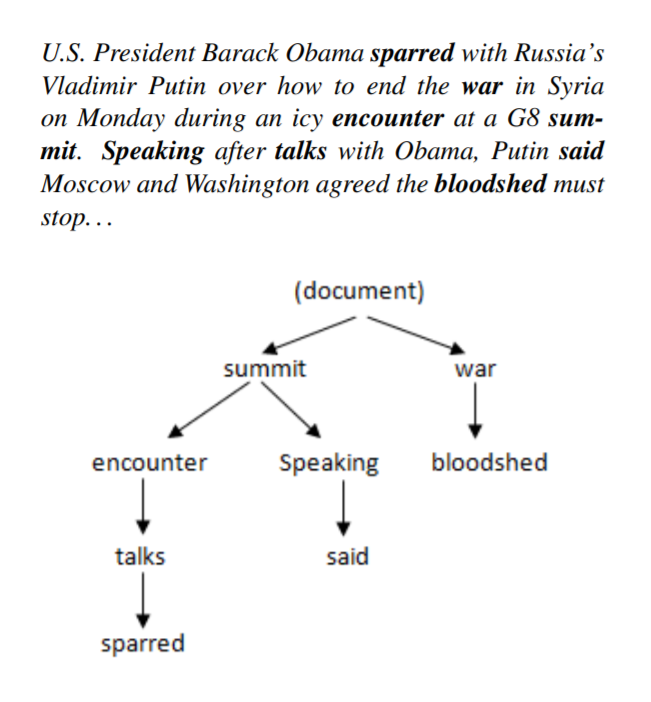 U.S. President Barack Obama sparred with Russia's
Vladimir Putin over how to end the war in Syria
on Monday during an icy encounter at a G8 sum-
mit. Speaking after talks with Obama, Putin said
Moscow and Washington agreed the bloodshed must
stop...
(document)
summit war
encounter Speaking bloodshed
talks said
sparred